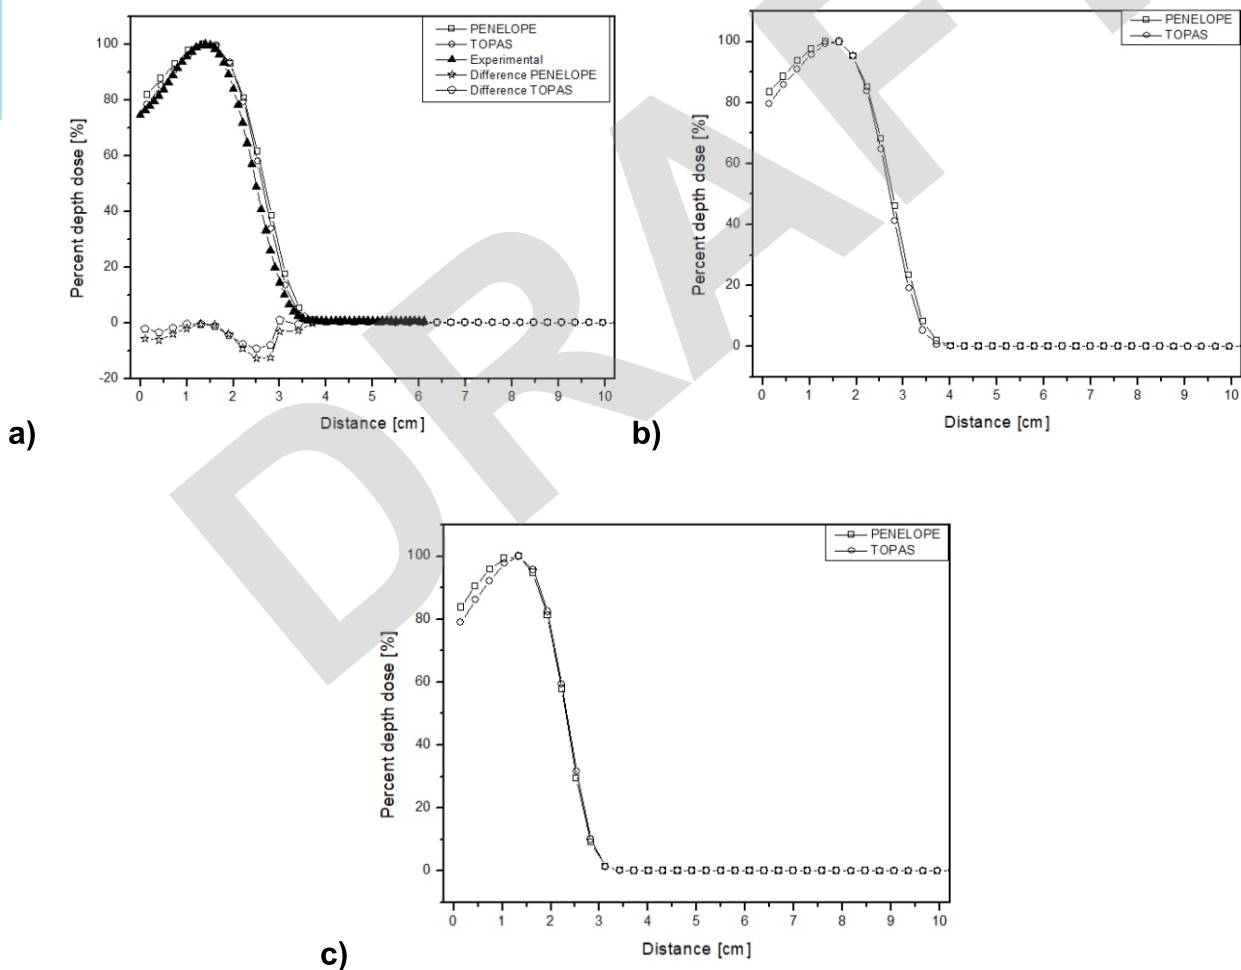 PENELOPE
TOPAS
Experimental
Difference PENELOPE
Difference TOPAS
100
80
60
40
20
0
-20
Percent depth dose [%]
0 1 2 3 4 5 6 7 8 9 10
Distance [cm]
a)
PENELOPE
TOPAS
100
80
60
40
20
0
Percent depth dose [%]
0 1 2 3 4 5 6 7 8 9 10
Distance [cm]
b)
PENELOPE
TOPAS
100
80
60
40
20
0
Percent depth dose [%]
0 1 2 3 4 5 6 7 8 9 10
Distance [cm]
c)
DRAF